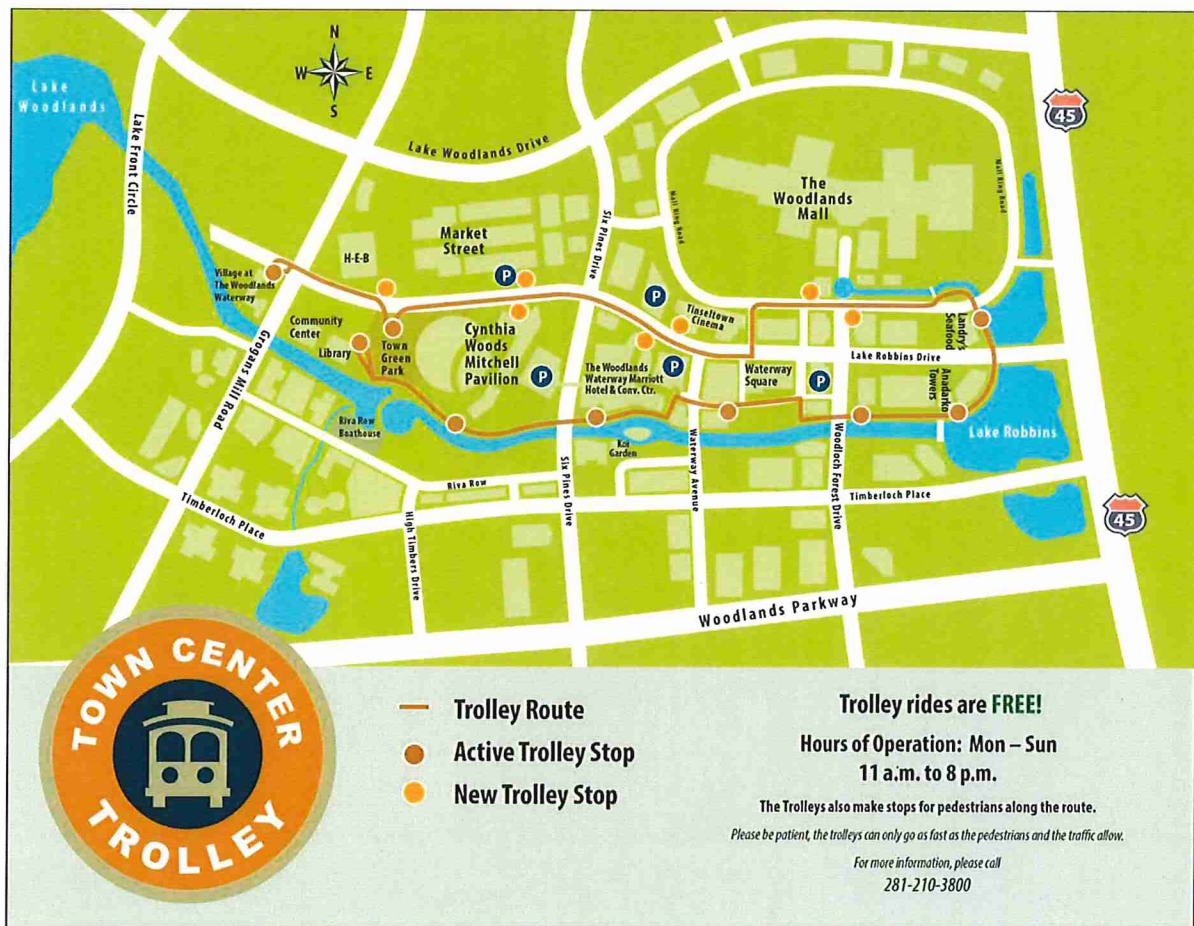 N
W E
S
Lake
Woodlands
Lake Front Circle
Lake Woodlands Drive
45
The
Woodlands
Mall
Mall Ring Road
Mall Ring Road
Six Pines Drive
Market
Street
H-E-B
P
P
Village at
The Woodlands
Waterway
Community
Center
Library
Town
Green
Park
Cynthia
Woods
Mitchell
Pavilion
P
Tinseltown
Cinema
The Woodlands
Waterway Marriott
Hotel & Conv. Ctr.
P
Waterway
Square
P
Lake Robbins Drive
Landry's
Seafood
Anadarko
Towers
Lake Robbins
Grogans Mill Road
Riva Row
Boathouse
Koi
Garden
Riva Row
Six Pines Drive
Waterway Avenue
Woodloch Forest Drive
Timberloch Place
Timberloch Place
High Timbers Drive
45
Woodlands Parkway
TOWN CENTER
TROLLEY
Trolley Route
Active Trolley Stop
New Trolley Stop
Trolley rides are FREE!
Hours of Operation: Mon – Sun
11 a.m. to 8 p.m.
The Trolleys also make stops for pedestrians along the route.
Please be patient, the trolleys can only go as fast as the pedestrians and the traffic allow.
For more information, please call
281-210-3800